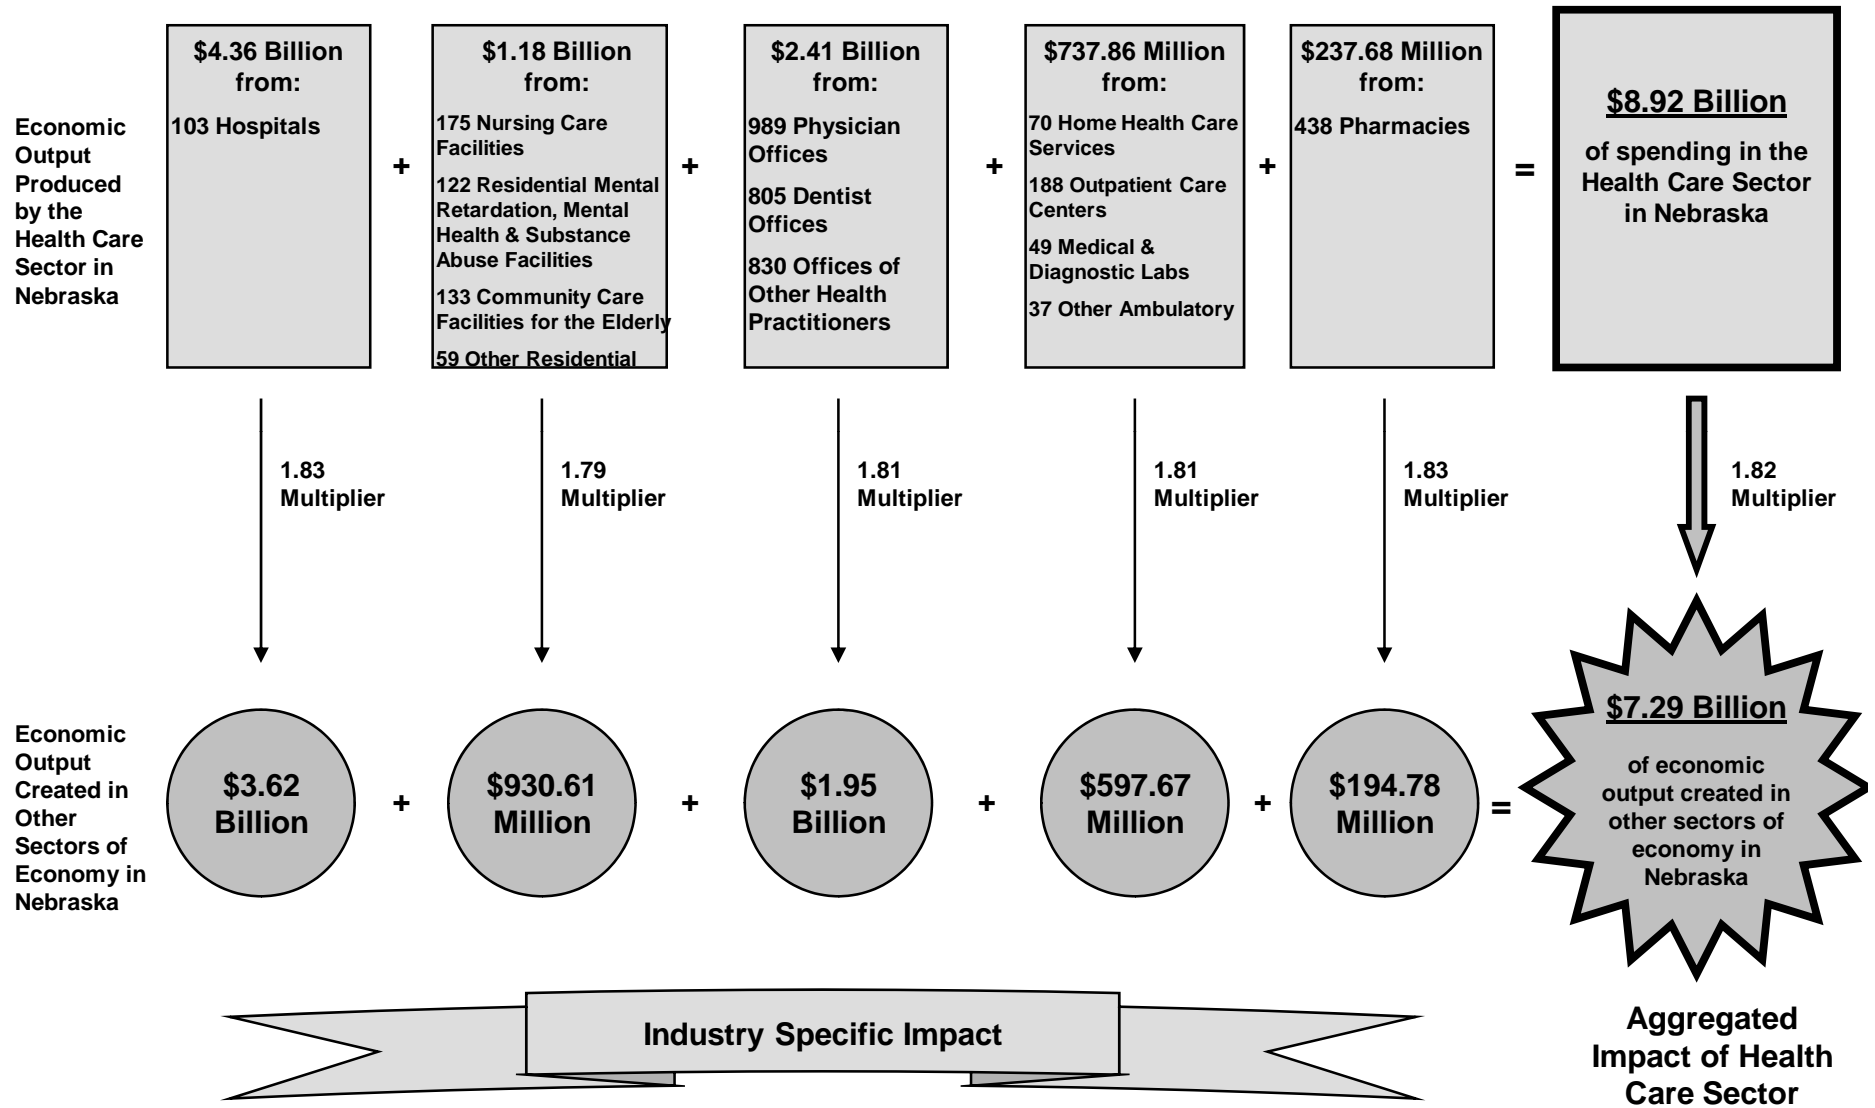 $4.36 Billion
from:
103 Hospitals
$1.18 Billion
from:
175 Nursing Care
Facilities
122 Residential Mental
Retardation, Mental
Health & Substance
Abuse Facilities
133 Community Care
Facilities for the Elderly
59 Other Residential
$2.41 Billion
from:
989 Physician
Offices
805 Dentist
Offices
830 Offices of
Other Health
Practitioners
$737.86 Million
from:
70 Home Health Care
Services
188 Outpatient Care
Centers
49 Medical &
Diagnostic Labs
37 Other Ambulatory
$237.68 Million
from:
438 Pharmacies
$8.92 Billion
of spending in the
Health Care Sector
in Nebraska
Economic
Output
Produced
by the
Health Care
Sector in
Nebraska
+
+
+
+
=
1.83
Multiplier
1.79
Multiplier
1.81
Multiplier
1.81
Multiplier
1.83
Multiplier
1.82
Multiplier
Economic
Output
Created in
Other
Sectors of
Economy in
Nebraska
$3.62
Billion
+
$930.61
Million
+
$1.95
Billion
+
$597.67
Million
+
$194.78
Million
=
$7.29 Billion
of economic
output created in
other sectors of
economy in
Nebraska
Industry Specific Impact
Aggregated
Impact of Health
Care Sector